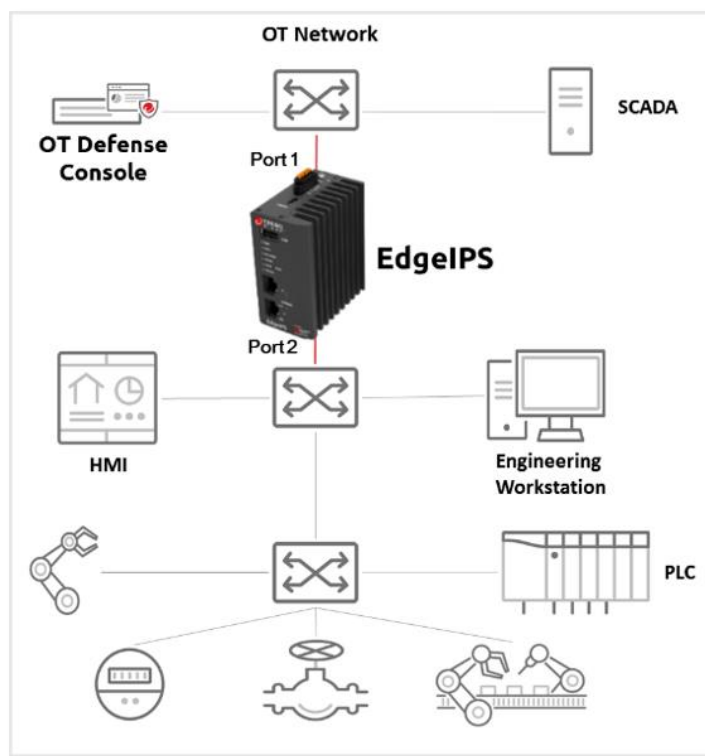 OT Network
OT Defense
Console
SCADA
Port 1
EdgeIPS
Port 2
HMI
Engineering
Workstation
PLC